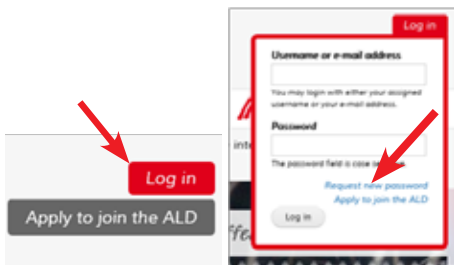 Log in
Apply to join the ALD
Log in
Username or e-mail address
You may login with either your assigned
username or your e-mail address.
Password
The password field is case
Request new password
Apply to join the ALD
Log in